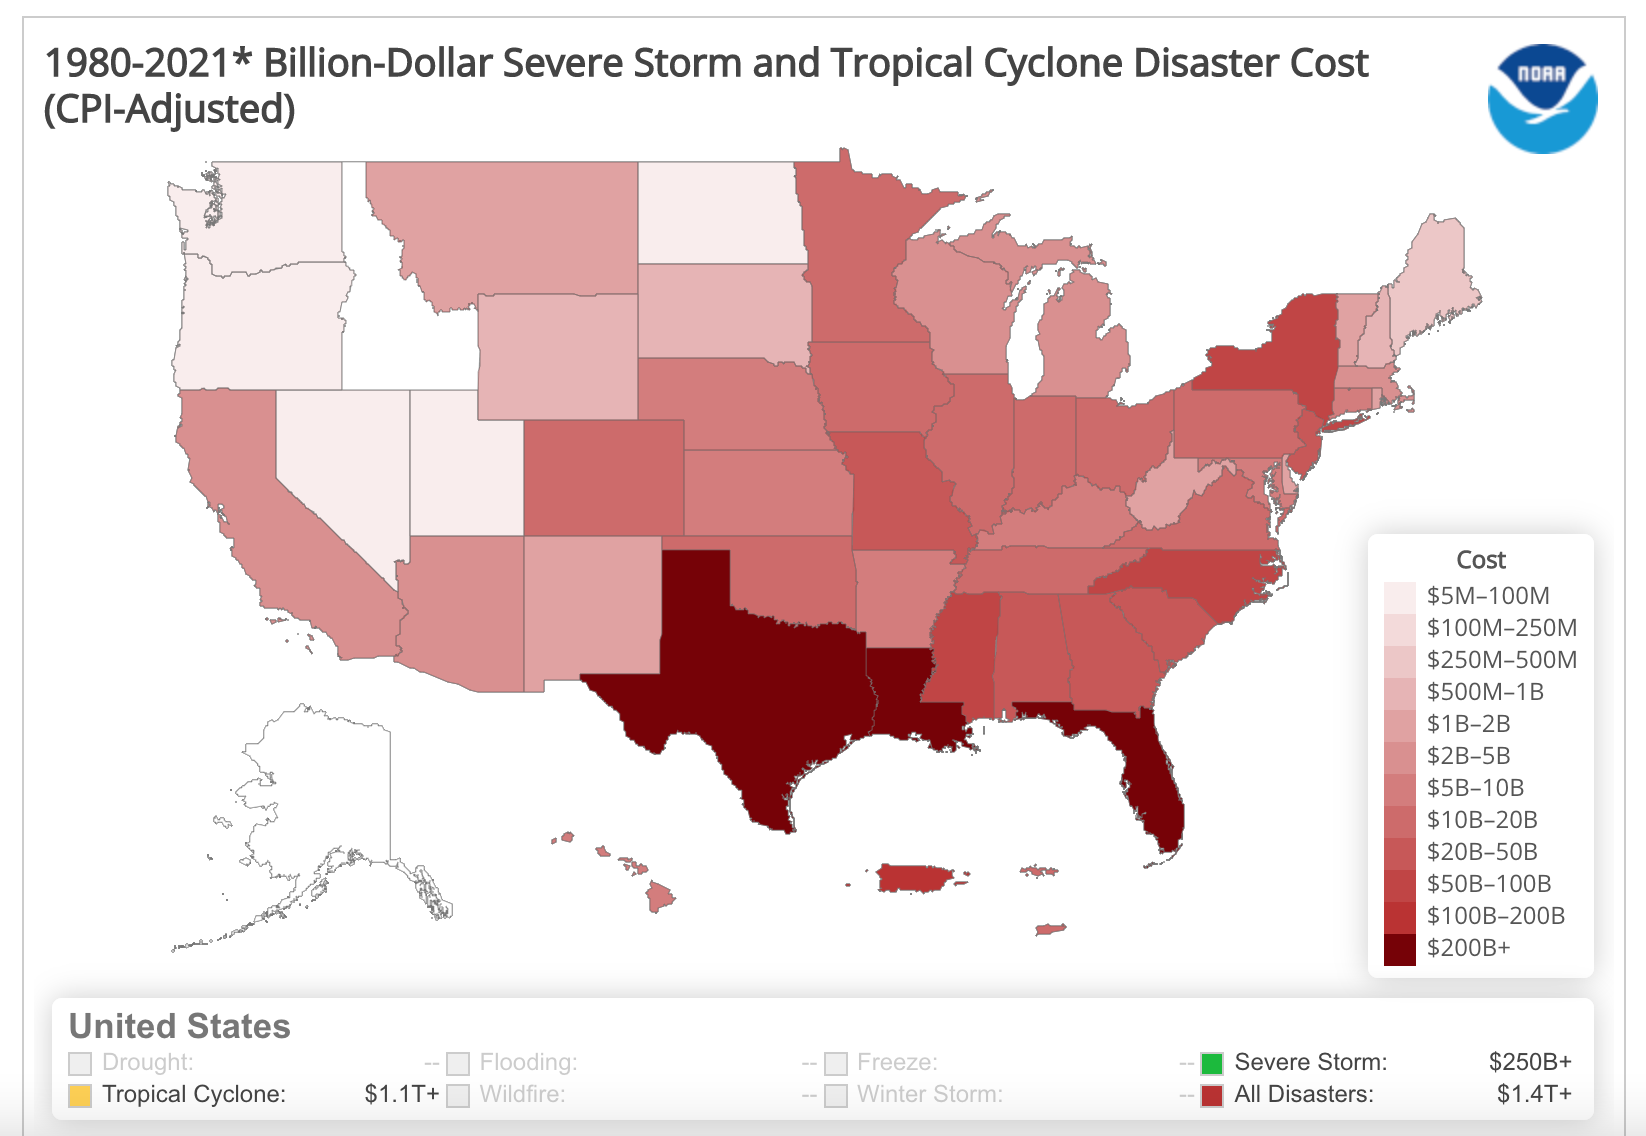 1980-2021* Billion-Dollar Severe Storm and Tropical Cyclone Disaster Cost
(CPI-Adjusted)
NOAA
Cost
$5M–100M
$100M–250M
$250M–500M
$500M–1B
$1B–2B
$2B–5B
$5B–10B
$10B–20B
$20B–50B
$50B–100B
$100B–200B
$200B+
United States
Drought: -- Flooding: -- Freeze: -- Severe Storm: $250B+
Tropical Cyclone: $1.1T+ Wildfire: -- Winter Storm: -- All Disasters: $1.4T+